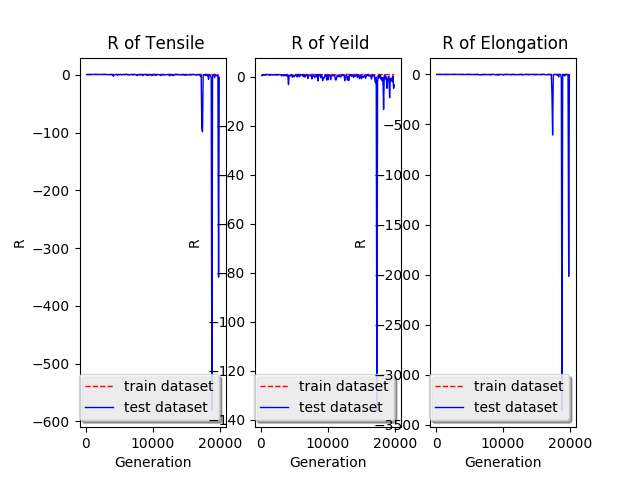 R of Tensile
R of Yeild
R of Elongation
0
−100
−200
−300
−400
−500
−600
R
0
−20
−40
−60
−80
−100
−120
−140
R
0
−500
−1000
−1500
−2000
−2500
−3000
−3500
R
train dataset
test dataset
train dataset
test dataset
train dataset
test dataset
0 10000 20000
0 10000 20000
0 10000 20000
Generation
Generation
Generation